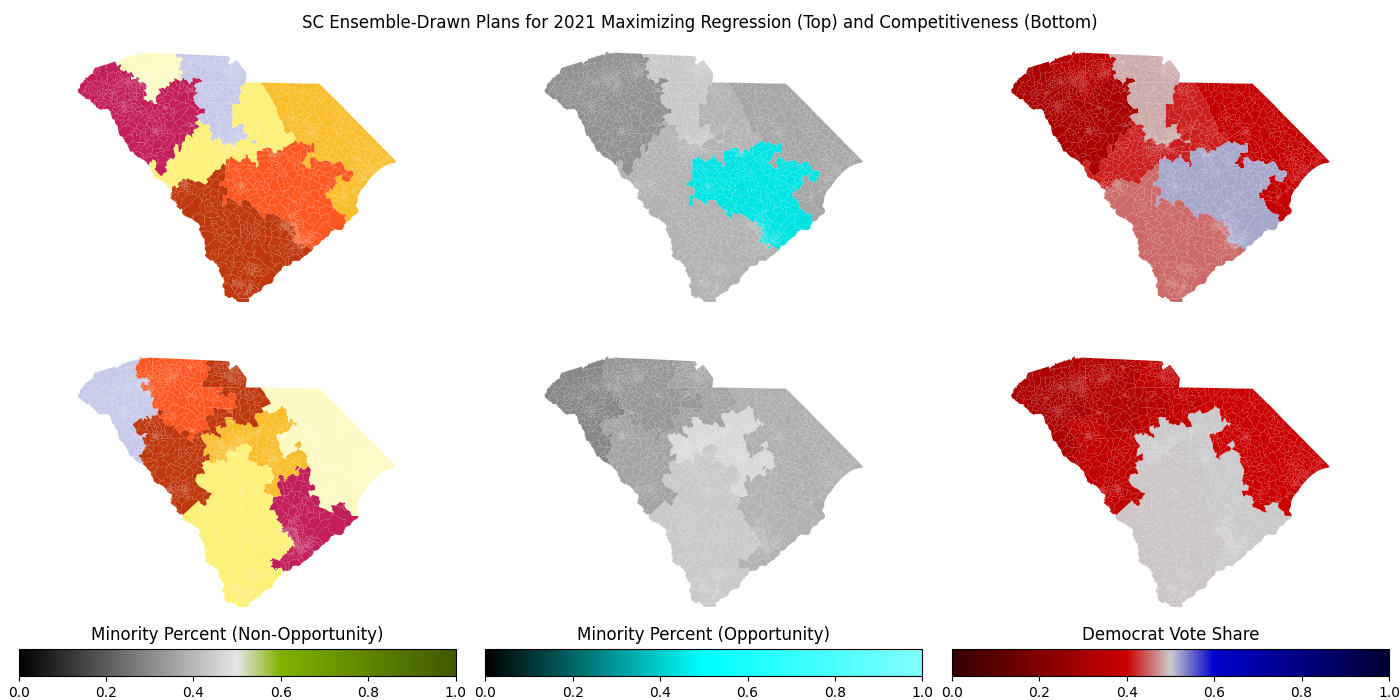 SC Ensemble-Drawn Plans for 2021 Maximizing Regression (Top) and Competitiveness (Bottom)
Minority Percent (Non-Opportunity) Minority Percent (Opportunity) Democrat Vote Share
0.0 0.2 0.4 0.6 0.8 1.0 0.0 0.2 0.4 0.6 0.8 1.0 0.0 0.2 0.4 0.6 0.8 1.0